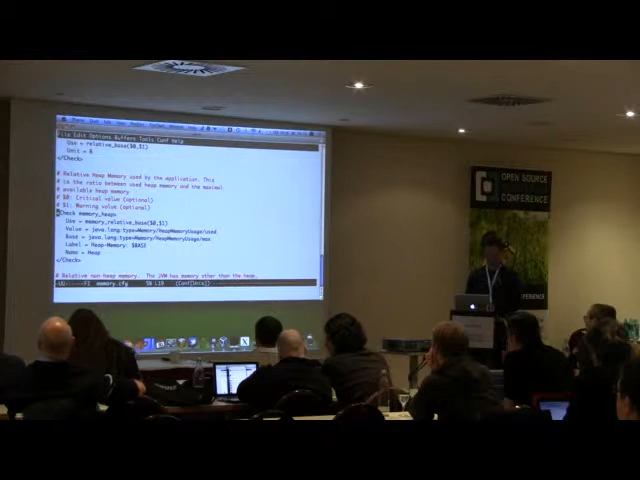 File Edit Options Buffers Tools Conf Help
Use = relative_base($0,$1)
Unit = B
</Check>
# Relative Heap Memory used by the application. This
# is the ratio between used heap memory and the maximal
# available heap memory
# $0: Critical value (optional)
# $1: Warning value (optional)
<Check memory_heap>
Use = memory_relative_base($0,$1)
Value = java.lang:type=Memory/HeapMemoryUsage/used
Base = java.lang:type=Memory/HeapMemoryUsage/max
Label = Heap-Memory: $BASE
Name = Heap
</Check>
# Relative non-heap memory. The JVM has memory other than the heap,
memory.cfg 5% L19 (Conf[Unix])
OPEN SOURCE
CONFERENCE